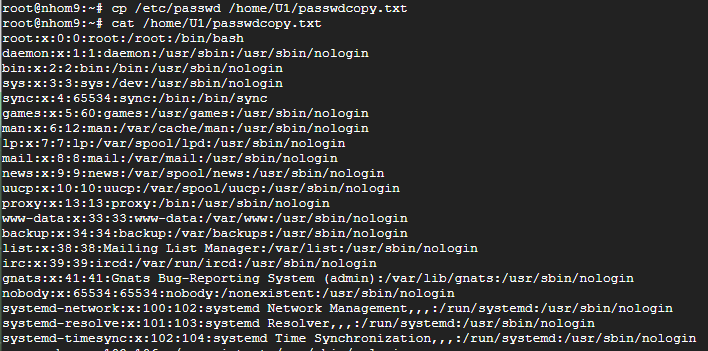 root@nhom9:~# cp /etc/passwd /home/U1/passwdcopy.txt
root@nhom9:~# cat /home/U1/passwdcopy.txt
root:x:0:0:root:/root:/bin/bash
daemon:x:1:1:daemon:/usr/sbin:/usr/sbin/nologin
bin:x:2:2:bin:/bin:/usr/sbin/nologin
sys:x:3:3:sys:/dev:/usr/sbin/nologin
sync:x:4:65534:sync:/bin:/bin/sync
games:x:5:60:games:/usr/games:/usr/sbin/nologin
man:x:6:12:man:/var/cache/man:/usr/sbin/nologin
lp:x:7:7:lp:/var/spool/lpd:/usr/sbin/nologin
mail:x:8:8:mail:/var/mail:/usr/sbin/nologin
news:x:9:9:news:/var/spool/news:/usr/sbin/nologin
uucp:x:10:10:uucp:/var/spool/uucp:/usr/sbin/nologin
proxy:x:13:13:proxy:/bin:/usr/sbin/nologin
www-data:x:33:33:www-data:/var/www:/usr/sbin/nologin
backup:x:34:34:backup:/var/backups:/usr/sbin/nologin
list:x:38:38:Mailing List Manager:/var/list:/usr/sbin/nologin
irc:x:39:39:ircd:/var/run/ircd:/usr/sbin/nologin
gnats:x:41:41:Gnats Bug-Reporting System (admin):/var/lib/gnats:/usr/sbin/nologin
nobody:x:65534:65534:nobody:/nonexistent:/usr/sbin/nologin
systemd-network:x:100:102:systemd Network Management,,,:/run/systemd:/usr/sbin/nologin
systemd-resolve:x:101:103:systemd Resolver,,,:/run/systemd:/usr/sbin/nologin
systemd-timesync:x:102:104:systemd Time Synchronization,,,:/run/systemd:/usr/sbin/nologin